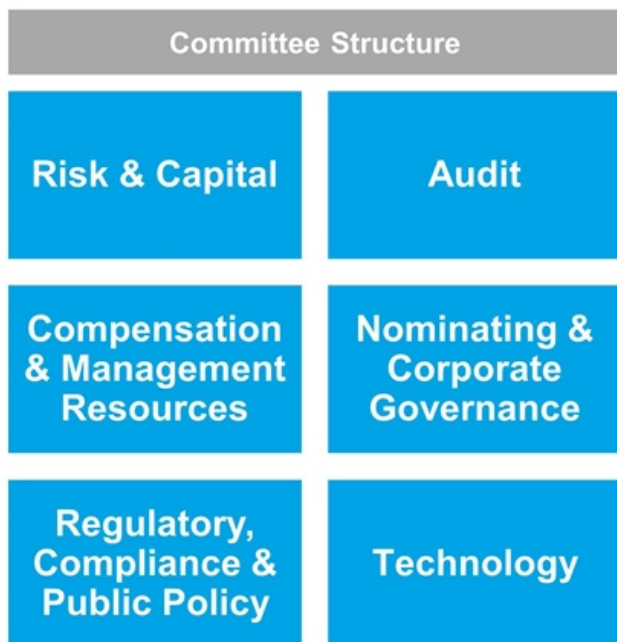 Committee Structure
Risk & Capital
Audit
Compensation
& Management
Resources
Nominating &
Corporate
Governance
Regulatory,
Compliance &
Public Policy
Technology